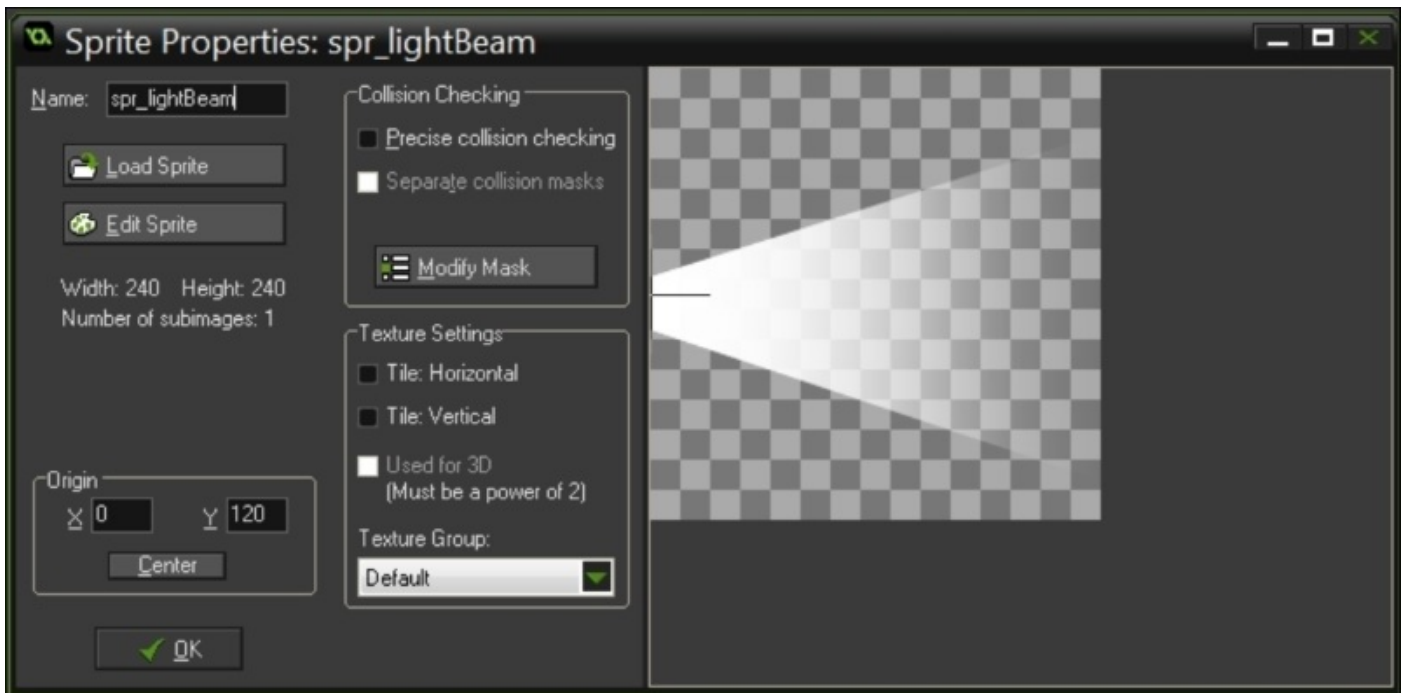 Sprite Properties: spr_lightBeam
Name: spr_lightBeam
Load Sprite
Edit Sprite
Width: 240 Height: 240
Number of subimages: 1
Origin
X 0 Y 120
Center
OK
Collision Checking
Precise collision checking
Separate collision masks
Modify Mask
Texture Settings
Tile: Horizontal
Tile: Vertical
Used for 3D
(Must be a power of 2)
Texture Group:
Default